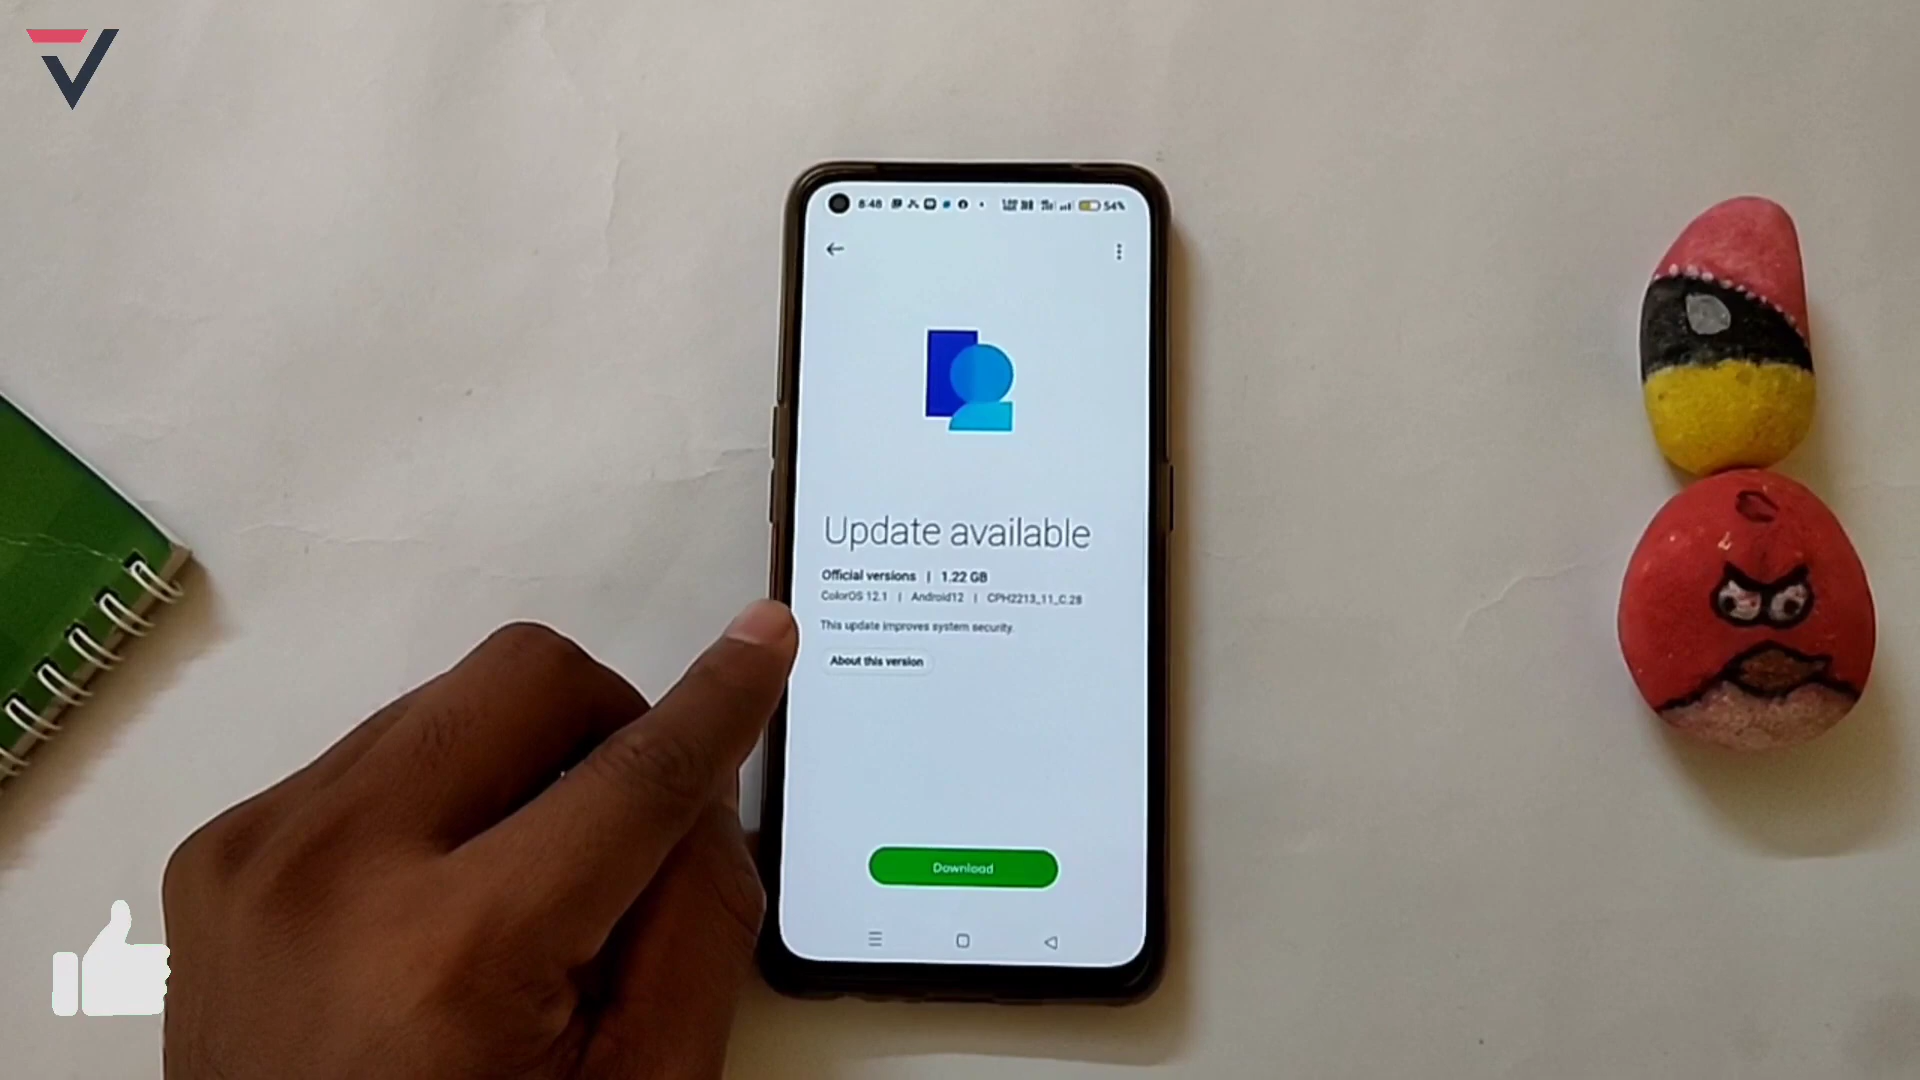 8:48
54%
Update available
Official versions | 1.22 GB
ColorOS 12.1 | Android12 | CPH2213_11_C.28
This update improves system security.
About this version
Download